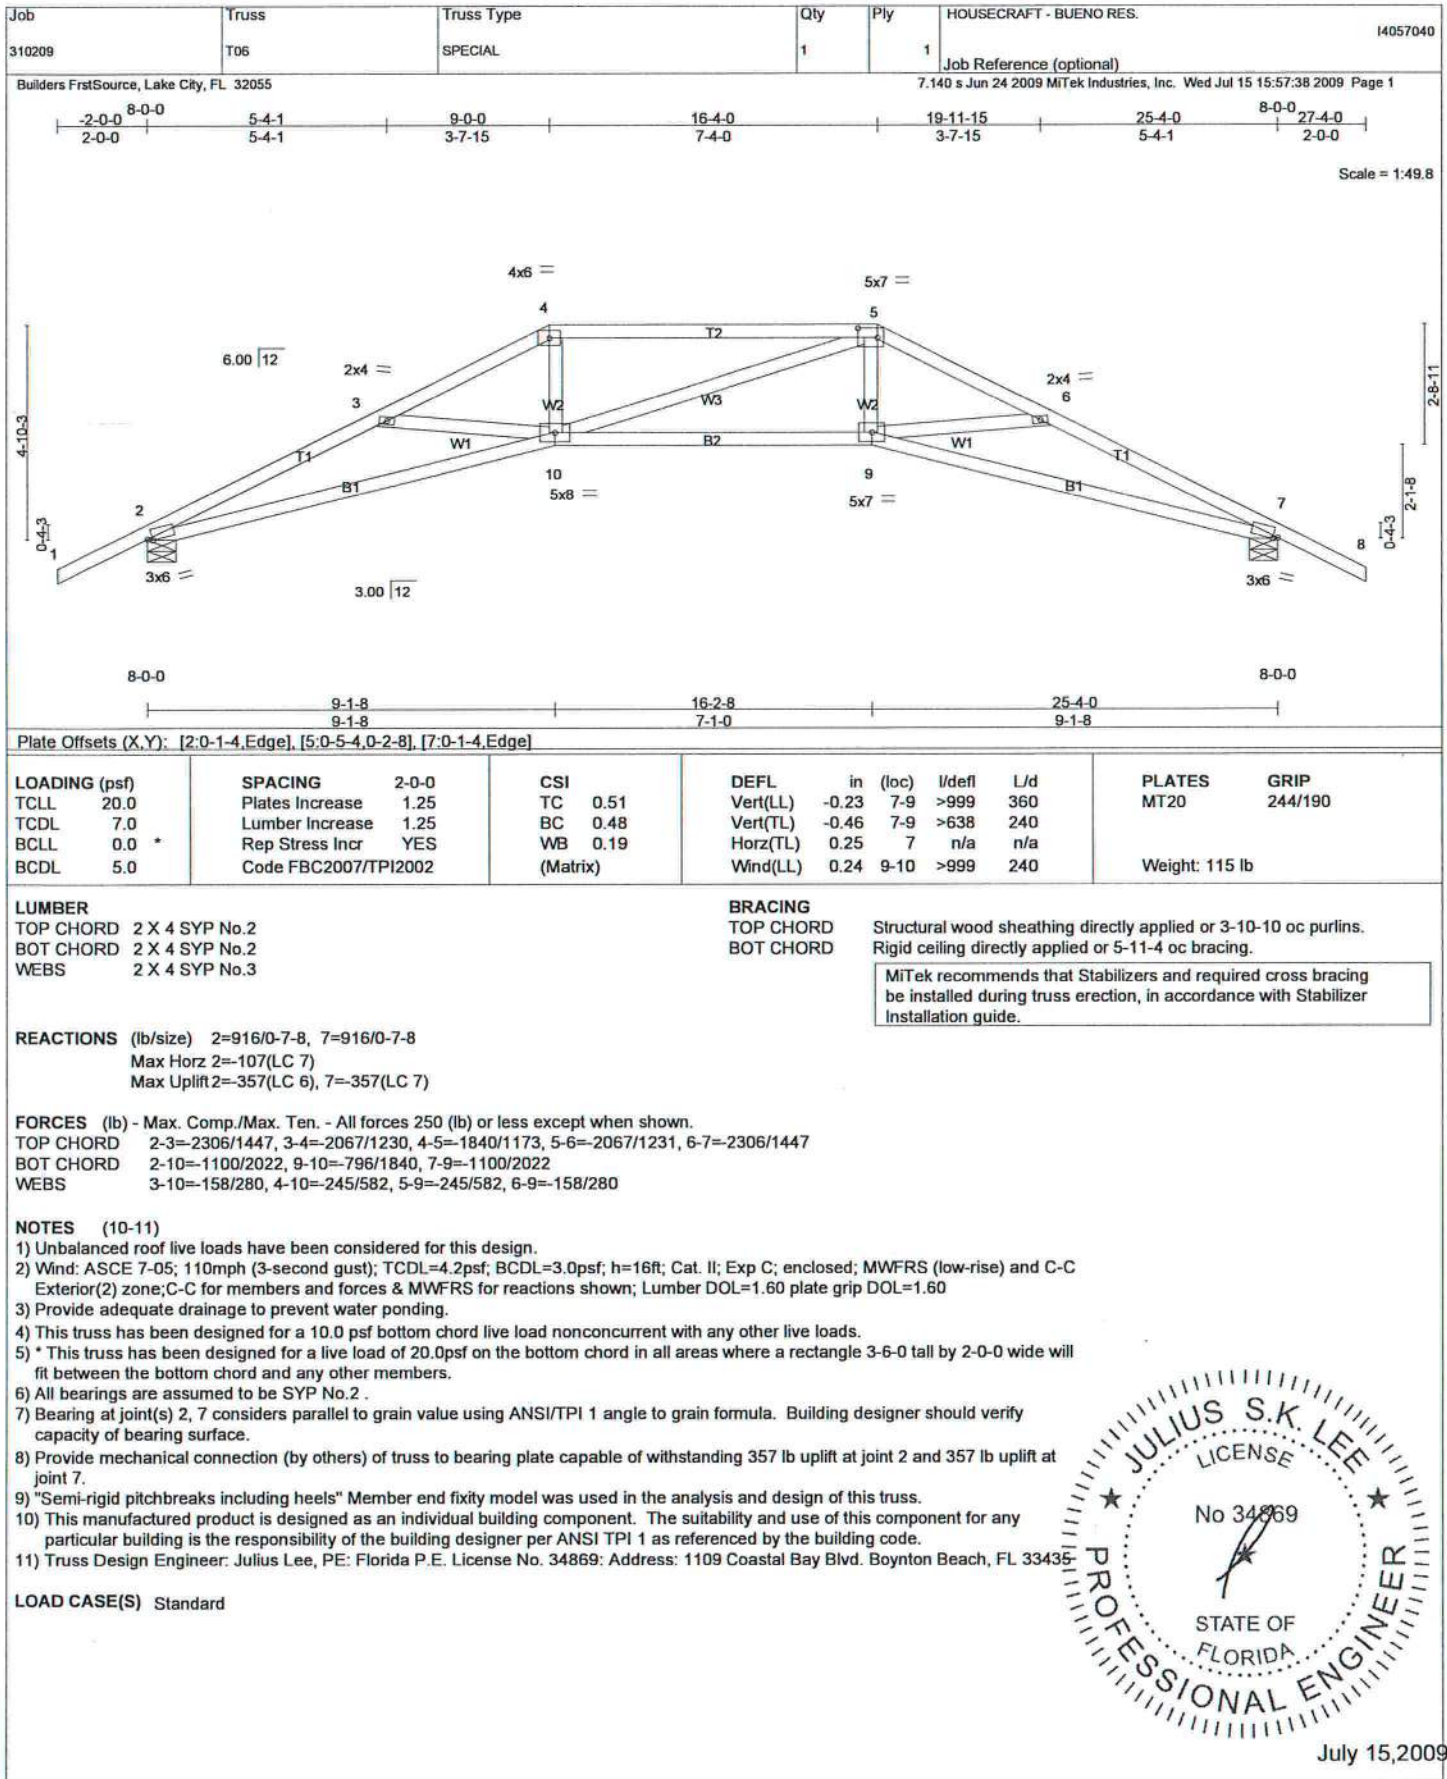 Job Truss Truss Type Qty Ply HOUSECRAFT - BUENO RES.
I4057040
310209 T06 SPECIAL 1 1
Job Reference (optional)
Builders FrstSource, Lake City, FL 32055 7.140 s Jun 24 2009 MiTek Industries, Inc. Wed Jul 15 15:57:38 2009 Page 1
-2-0-0 8-0-0 5-4-1 9-0-0 16-4-0 19-11-15 25-4-0 8-0-0 27-4-0
2-0-0 5-4-1 3-7-15 7-4-0 3-7-15 5-4-1 2-0-0
Scale = 1:49.8
4x6 =
5x7 =
4
5
T2
6.00 12
2x4 =
2x4 =
3
6
W2
W3
W2
4-10-3
2-8-11
W1
B2
W1
T1
T1
10
9
B1
B1
5x8 =
5x7 =
2-1-8
2
7
0-4-3
0-4-3
1
8
3x6 =
3x6 =
3.00 12
8-0-0 8-0-0
9-1-8 16-2-8 25-4-0
9-1-8 7-1-0 9-1-8
Plate Offsets (X,Y): [2:0-1-4,Edge], [5:0-5-4,0-2-8], [7:0-1-4,Edge]
LOADING (psf) SPACING 2-0-0 CSI DEFL in (loc) l/defl L/d PLATES GRIP
TCLL 20.0 Plates Increase 1.25 TC 0.51 Vert(LL) -0.23 7-9 >999 360 MT20 244/190
TCDL 7.0 Lumber Increase 1.25 BC 0.48 Vert(TL) -0.46 7-9 >638 240
BCLL 0.0 * Rep Stress Incr YES WB 0.19 Horz(TL) 0.25 7 n/a n/a
BCDL 5.0 Code FBC2007/TPI2002 (Matrix) Wind(LL) 0.24 9-10 >999 240 Weight: 115 lb
LUMBER
TOP CHORD 2 X 4 SYP No.2
BOT CHORD 2 X 4 SYP No.2
WEBS 2 X 4 SYP No.3
BRACING
TOP CHORD Structural wood sheathing directly applied or 3-10-10 oc purlins.
BOT CHORD Rigid ceiling directly applied or 5-11-4 oc bracing.
MiTek recommends that Stabilizers and required cross bracing
be installed during truss erection, in accordance with Stabilizer
Installation guide.
REACTIONS (lb/size) 2=916/0-7-8, 7=916/0-7-8
Max Horz 2=-107(LC 7)
Max Uplift 2=-357(LC 6), 7=-357(LC 7)
FORCES (lb) - Max. Comp./Max. Ten. - All forces 250 (lb) or less except when shown.
TOP CHORD 2-3=-2306/1447, 3-4=-2067/1230, 4-5=-1840/1173, 5-6=-2067/1231, 6-7=-2306/1447
BOT CHORD 2-10=-1100/2022, 9-10=-796/1840, 7-9=-1100/2022
WEBS 3-10=-158/280, 4-10=-245/582, 5-9=-245/582, 6-9=-158/280
NOTES (10-11)
1) Unbalanced roof live loads have been considered for this design.
2) Wind: ASCE 7-05; 110mph (3-second gust); TCDL=4.2psf; BCDL=3.0psf; h=16ft; Cat. II; Exp C; enclosed; MWFRS (low-rise) and C-C
Exterior(2) zone;C-C for members and forces & MWFRS for reactions shown; Lumber DOL=1.60 plate grip DOL=1.60
3) Provide adequate drainage to prevent water ponding.
4) This truss has been designed for a 10.0 psf bottom chord live load nonconcurrent with any other live loads.
5) * This truss has been designed for a live load of 20.0psf on the bottom chord in all areas where a rectangle 3-6-0 tall by 2-0-0 wide will
fit between the bottom chord and any other members.
6) All bearings are assumed to be SYP No.2 .
7) Bearing at joint(s) 2, 7 considers parallel to grain value using ANSI/TPI 1 angle to grain formula. Building designer should verify
capacity of bearing surface.
8) Provide mechanical connection (by others) of truss to bearing plate capable of withstanding 357 lb uplift at joint 2 and 357 lb uplift at
joint 7.
9) "Semi-rigid pitchbreaks including heels" Member end fixity model was used in the analysis and design of this truss.
10) This manufactured product is designed as an individual building component. The suitability and use of this component for any
particular building is the responsibility of the building designer per ANSI TPI 1 as referenced by the building code.
11) Truss Design Engineer: Julius Lee, PE: Florida P.E. License No. 34869: Address: 1109 Coastal Bay Blvd. Boynton Beach, FL 33435
LOAD CASE(S) Standard
JULIUS S.K. LEE
LICENSE
No 34869
STATE OF
FLORIDA
PROFESSIONAL ENGINEER
July 15,2009